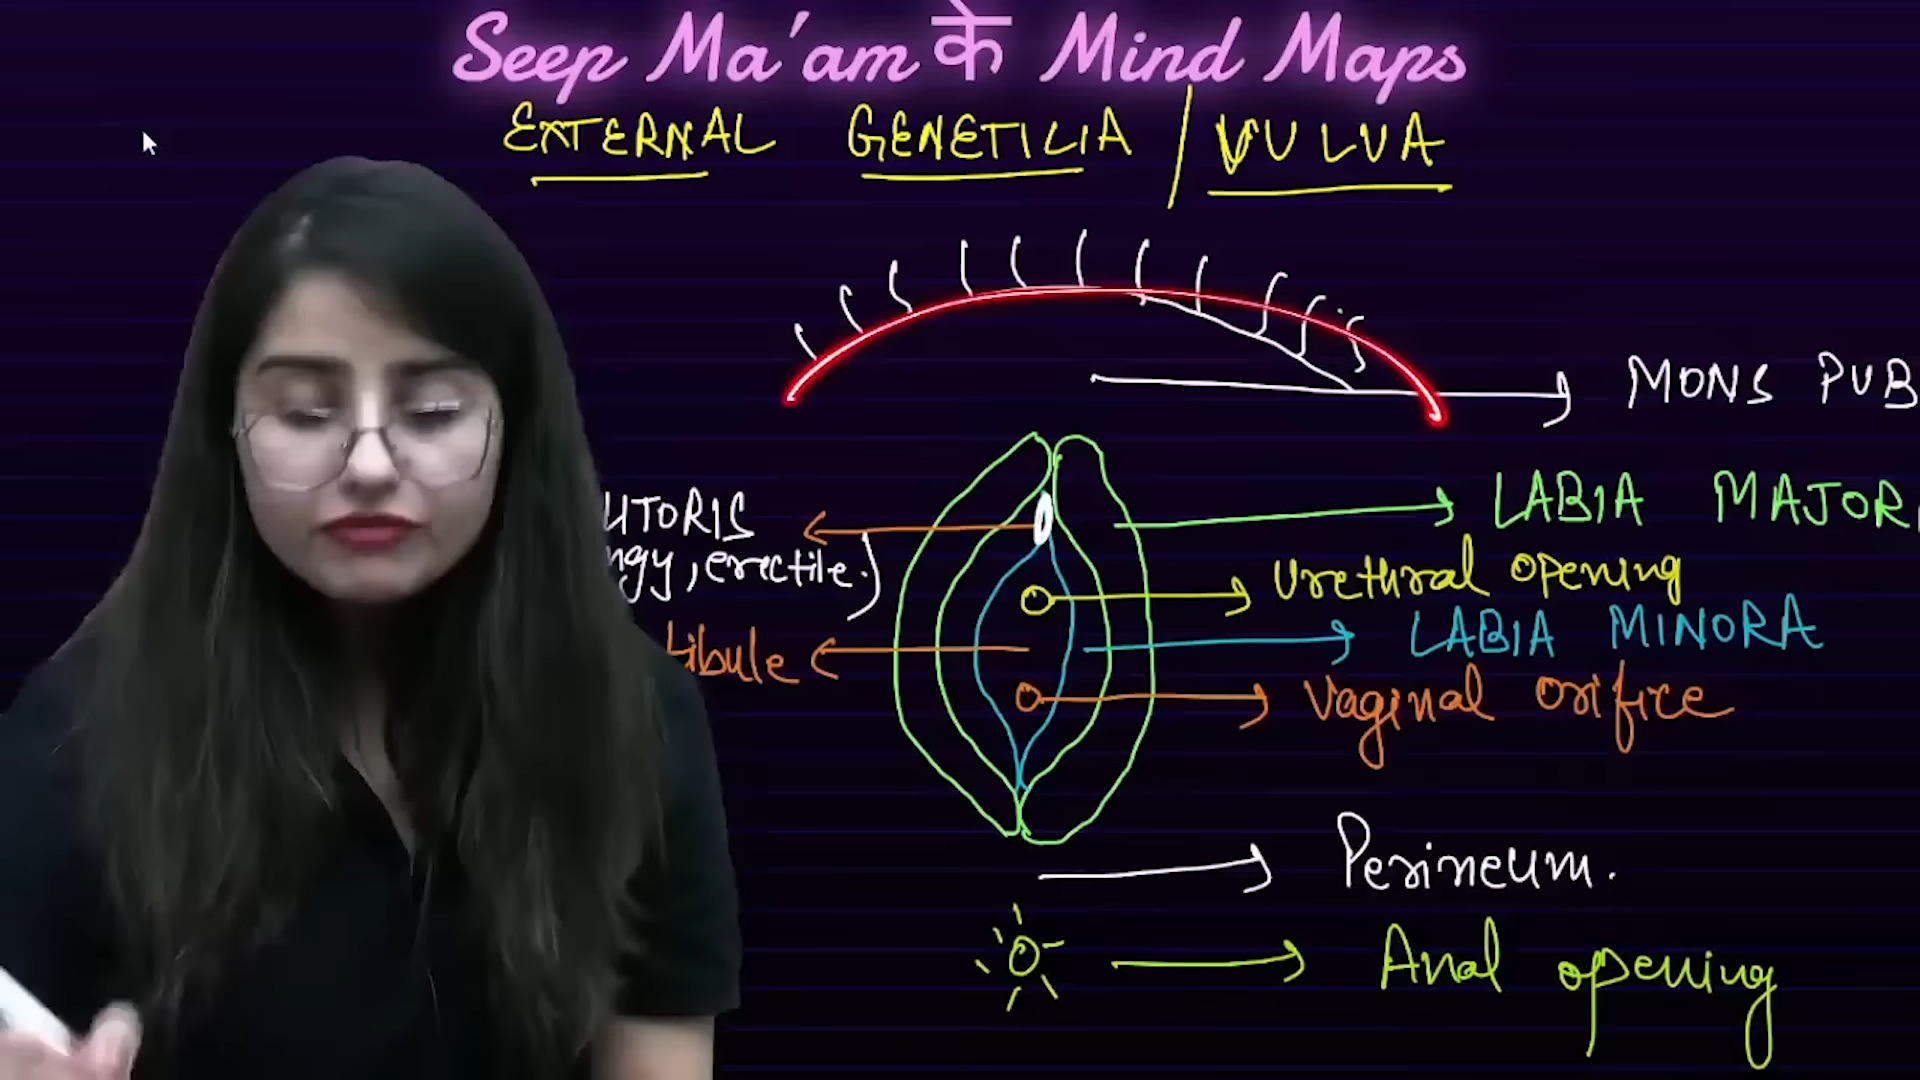 Seep Ma'am के Mind Maps
EXTERNAL GENETILIA / VULVA
MONS PUB
UTORIS
LABIA MAJOR
ngy, erectile.)
Urethral opening
LABIA MINORA
tibule
Vaginal orifice
Perineum.
Anal opening